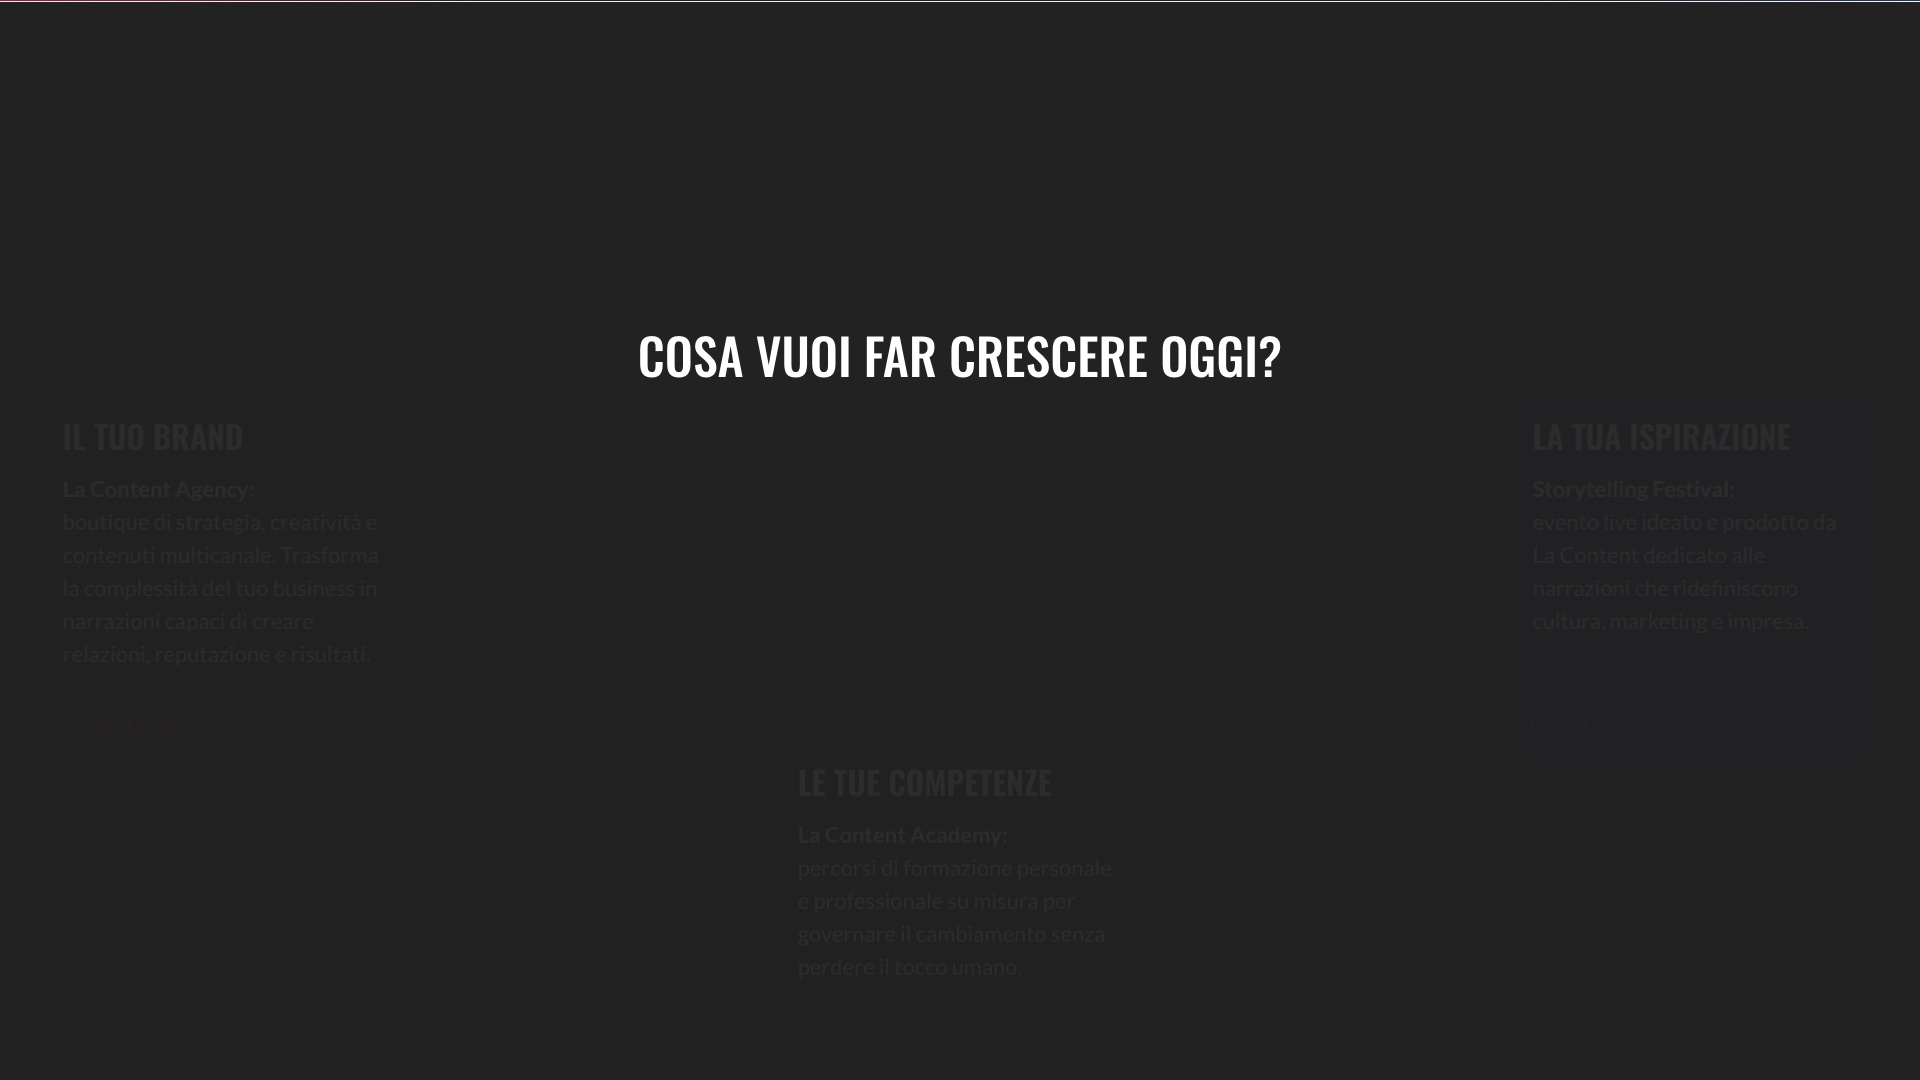 COSA VUOI FAR CRESCERE OGGI?
IL TUO BRAND
La Content Agency:
boutique di strategia, creatività e
contenuti multicanale. Trasforma
la complessità del tuo business in
narrazioni capaci di creare
relazioni, reputazione e risultati.
LA TUA ISPIRAZIONE
Storytelling Festival:
evento live ideato e prodotto da
La Content dedicato alle
narrazioni che ridefiniscono
cultura, marketing e impresa.
LE TUE COMPETENZE
La Content Academy:
percorsi di formazione personale
e professionale su misura per
governare il cambiamento senza
perdere il tocco umano.